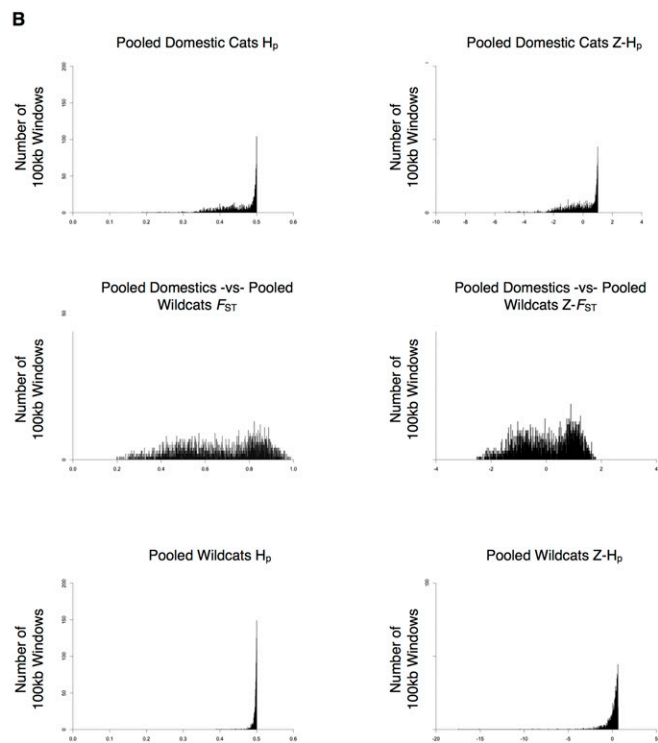 B
Pooled Domestic Cats Hp
Pooled Domestic Cats Z-Hp
Number of
100kb Windows
200
150
100
50
0
0.0 0.1 0.2 0.3 0.4 0.5 0.6
Number of
100kb Windows
-10 -8 -6 -4 -2 0 2 4
Pooled Domestics -vs- Pooled
Wildcats FST
Pooled Domestics -vs- Pooled
Wildcats Z-FST
Number of
100kb Windows
50
0
0.0 0.2 0.4 0.6 0.8 1.0
Number of
100kb Windows
-4 -2 0 2 4
Pooled Wildcats Hp
Pooled Wildcats Z-Hp
Number of
100kb Windows
200
150
100
50
0
0.0 0.1 0.2 0.3 0.4 0.5 0.6
Number of
100kb Windows
100
-20 -15 -10 -5 0 5